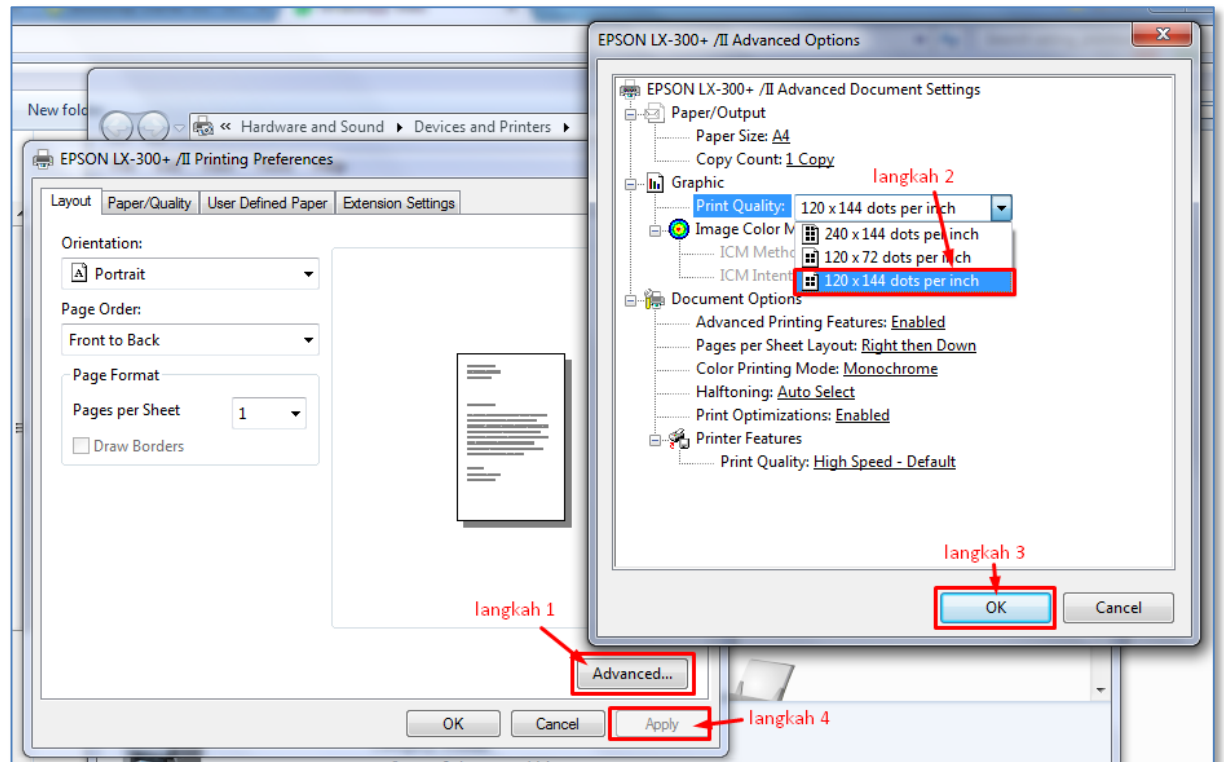 New fold
« Hardware and Sound ▸ Devices and Printers ▸
EPSON LX-300+ /II Printing Preferences
Layout
Paper/Quality
User Defined Paper
Extension Settings
Orientation:
Portrait
Page Order:
Front to Back
Page Format
Pages per Sheet
1
Draw Borders
langkah 1
Advanced...
OK
Cancel
Apply
langkah 4
EPSON LX-300+ /II Advanced Options
EPSON LX-300+ /II Advanced Document Settings
Paper/Output
Paper Size: A4
Copy Count: 1 Copy
langkah 2
Graphic
Print Quality: 120 x 144 dots per inch
240 x 144 dots per inch
120 x 72 dots per inch
120 x 144 dots per inch
Image Color M
ICM Metho
ICM Intent
Document Options
Advanced Printing Features: Enabled
Pages per Sheet Layout: Right then Down
Color Printing Mode: Monochrome
Halftoning: Auto Select
Print Optimizations: Enabled
Printer Features
Print Quality: High Speed - Default
langkah 3
OK
Cancel